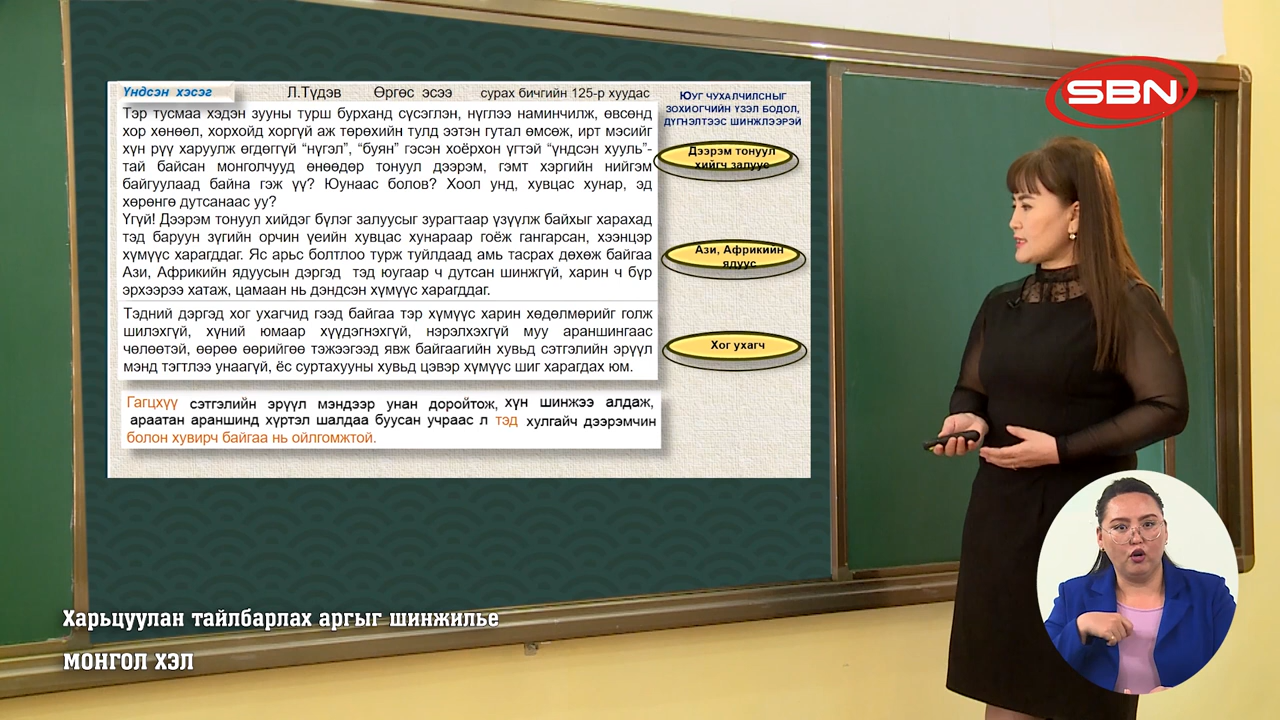 SBN
Үндсэн хэсэг Л.Түдэв Өргөс эсээ сурах бичгийн 125-р хуудас
Тэр тусмаа хэдэн зууны турш бурханд сүсэглэн, нүглээ наминчилж, өвсөнд
хор хөнөөл, хорхойд хоргүй аж төрөхийн тулд ээтэн гутал өмсөж, ирт мэсийг
хүн рүү харуулж өгдөггүй “нүгэл”, “буян” гэсэн хоёрхон үгтэй “үндсэн хууль”-
тай байсан монголчууд өнөөдөр тонуул дээрэм, гэмт хэргийн нийгэм
байгуулаад байна гэж үү? Юунаас болов? Хоол унд, хувцас хунар, эд
хөрөнгө дутсанаас уу?
Үгүй! Дээрэм тонуул хийдэг бүлэг залуусыг зурагтаар үзүүлж байхыг харахад
тэд баруун зүгийн орчин үеийн хувцас хунараар гоёж гангарсан, хээнцэр
хүмүүс харагддаг. Яс арьс болтлоо турж туйлдаад амь тасрах дөхөж байгаа
Ази, Африкийн ядуусын дэргэд тэд югаар ч дутсан шинжгүй, харин ч бүр
эрхээрээ хатаж, цамаан нь дэндсэн хүмүүс харагддаг.
Тэдний дэргэд хог ухагчид гээд байгаа тэр хүмүүс харин хөдөлмөрийг голж
шилэхгүй, хүний юмаар хүүдэгнэхгүй, нэрэлхэхгүй муу араншингаас
чөлөөтэй, өөрөө өөрийгөө тэжээгээд явж байгаагийн хувьд сэтгэлийн эрүүл
мэнд тэгтлээ унаагүй, ёс суртахууны хувьд цэвэр хүмүүс шиг харагдах юм.
Гагцхүү сэтгэлийн эрүүл мэндээр унан доройтож, хүн шинжээ алдаж,
араатан араншинд хүртэл шалдаа буусан учраас л тэд хулгайч дээрэмчин
болон хувирч байгаа нь ойлгомжтой.
Юуг чухалчилсныг
зохиогчийн үзэл бодол,
дүгнэлтээс шинжлээрэй
Дээрэм тонуул
хийгч залуус
Ази, Африкийн
ядуус
Хог ухагч
Харьцуулан тайлбарлах аргыг шинжилье
МОНГОЛ ХЭЛ